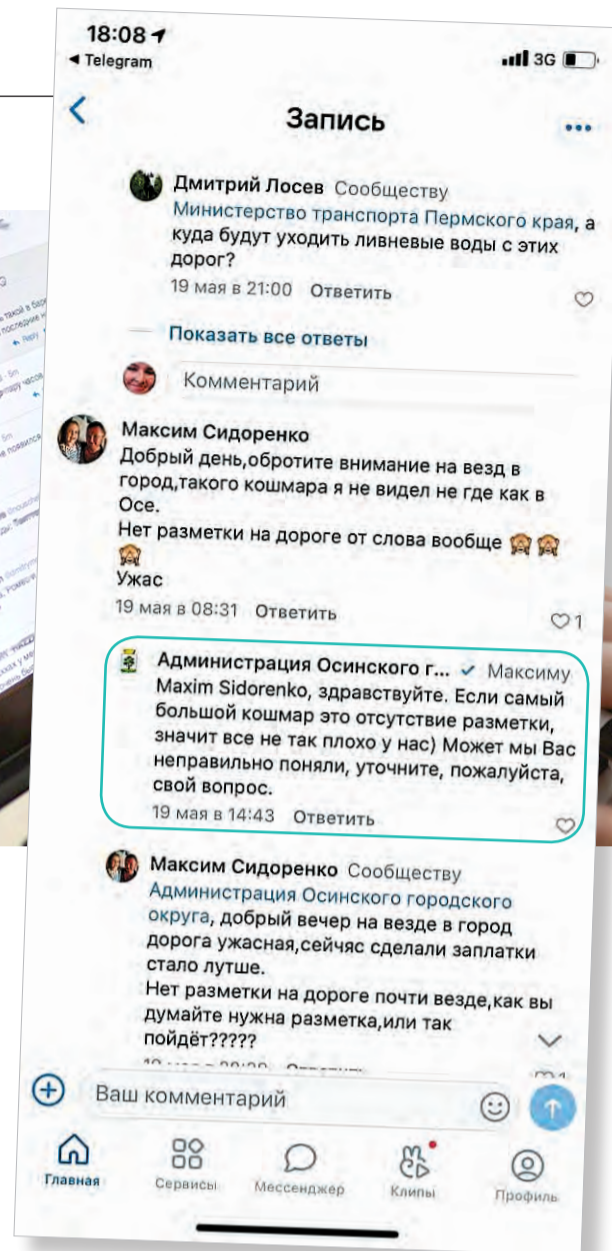 18:08
Telegram
3G
Запись
Дмитрий Лосев Сообществу
Министерство транспорта Пермского края, а
куда будут уходить ливневые воды с этих
дорог?
19 мая в 21:00 Ответить
Показать все ответы
Комментарий
Максим Сидоренко
Добрый день,обротите внимание на везд в
город,такого кошмара я не видел не где как в
Осе.
Нет разметки на дороге от слова вообще 🙈 🙈
🙈
Ужас
19 мая в 08:31 Ответить
1
Администрация Осинского г... Максиму
Maxim Sidorenko, здравствуйте. Если самый
большой кошмар это отсутствие разметки,
значит все не так плохо у нас) Может мы Вас
неправильно поняли, уточните, пожалуйста,
свой вопрос.
19 мая в 14:43 Ответить
Максим Сидоренко Сообществу
Администрация Осинского городского
округа, добрый вечер на везде в город
дорога ужасная,сейчяс сделали заплатки
стало лутше.
Нет разметки на дороге почти везде,как вы
думайте нужна разметка,или так
пойдёт?????
Ваш комментарий
Главная
Сервисы
Мессенджер
Клипы
Профиль